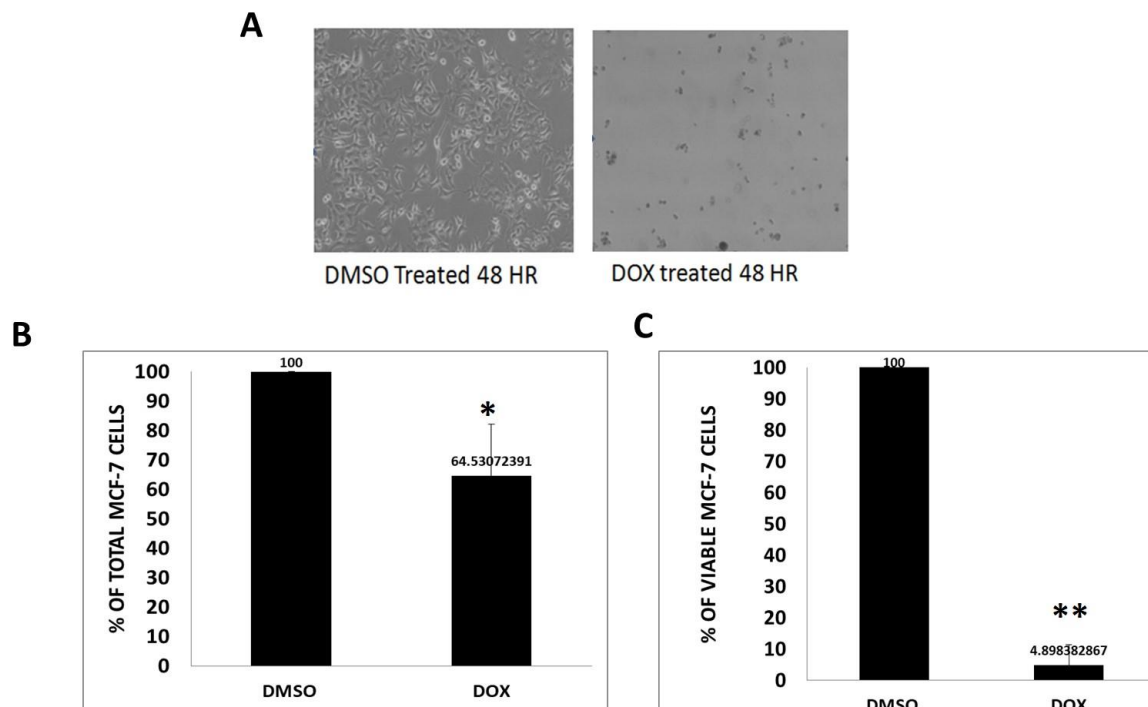 A
DMSO Treated 48 HR
DOX treated 48 HR
B
% OF TOTAL MCF-7 CELLS
100
90
80
70
60
50
40
30
20
10
0
100
*
64.53072391
DMSO
DOX
C
% OF VIABLE MCF-7 CELLS
100
90
80
70
60
50
40
30
20
10
0
100
**
4.898382867
DMSO
DOX